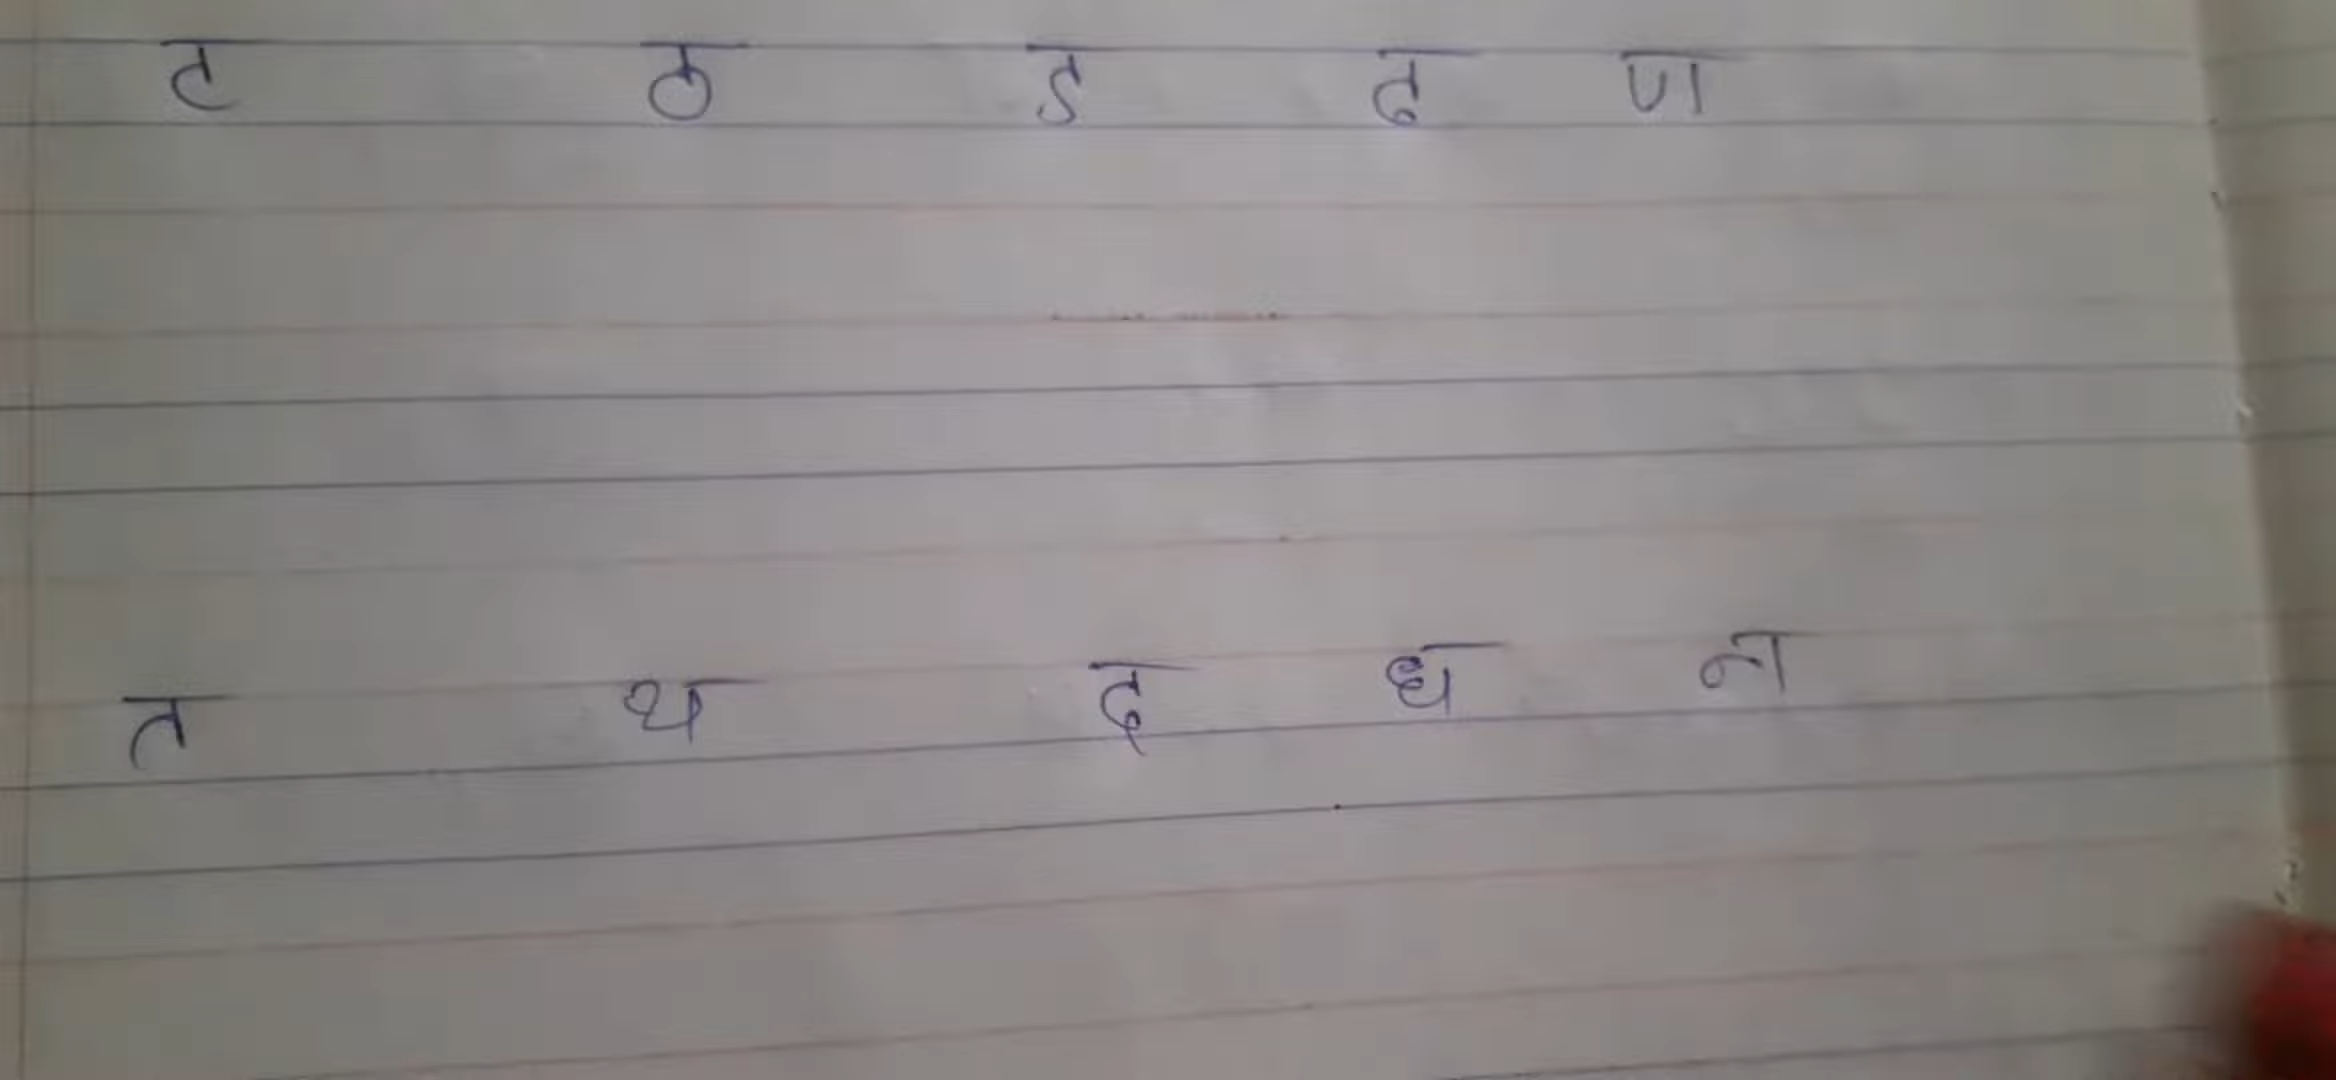 ट ठ ड ढ ण
त थ द ध न